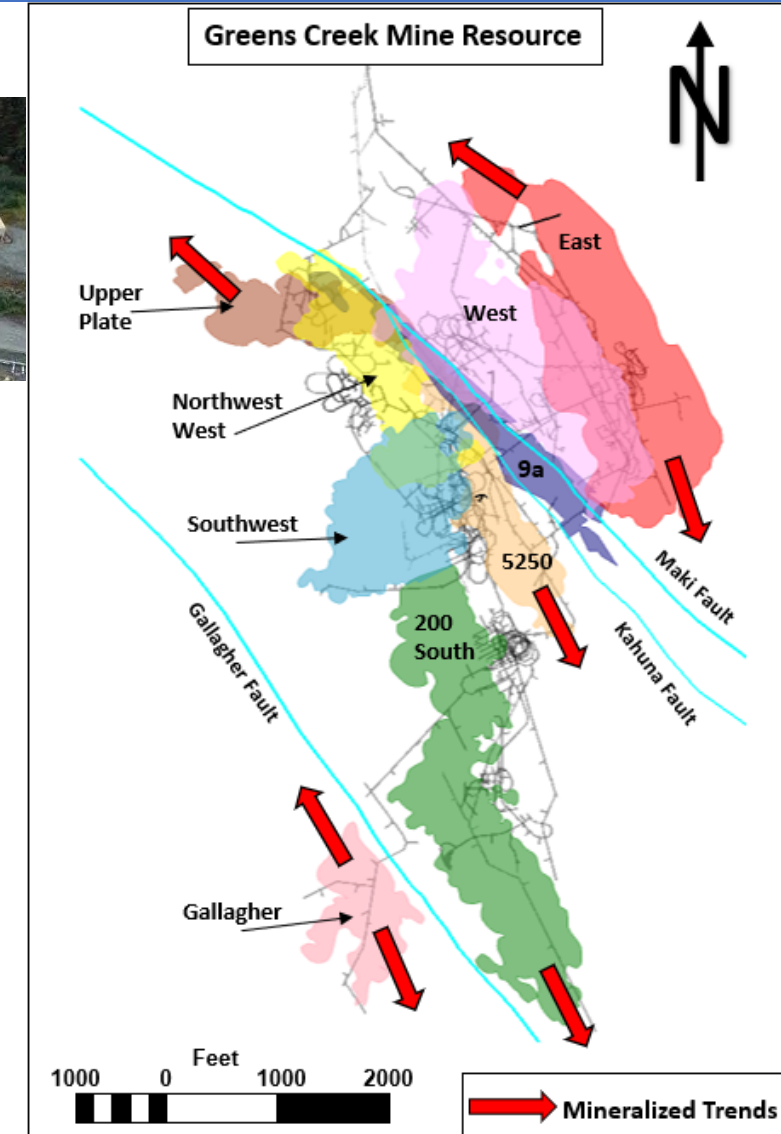 Greens Creek Mine Resource
N
East
Upper
Plate
West
Northwest
West
9a
Southwest
5250
Maki Fault
200
South
Kahuna Fault
Gallagher Fault
Gallagher
Feet
1000 0 1000 2000
Mineralized Trends